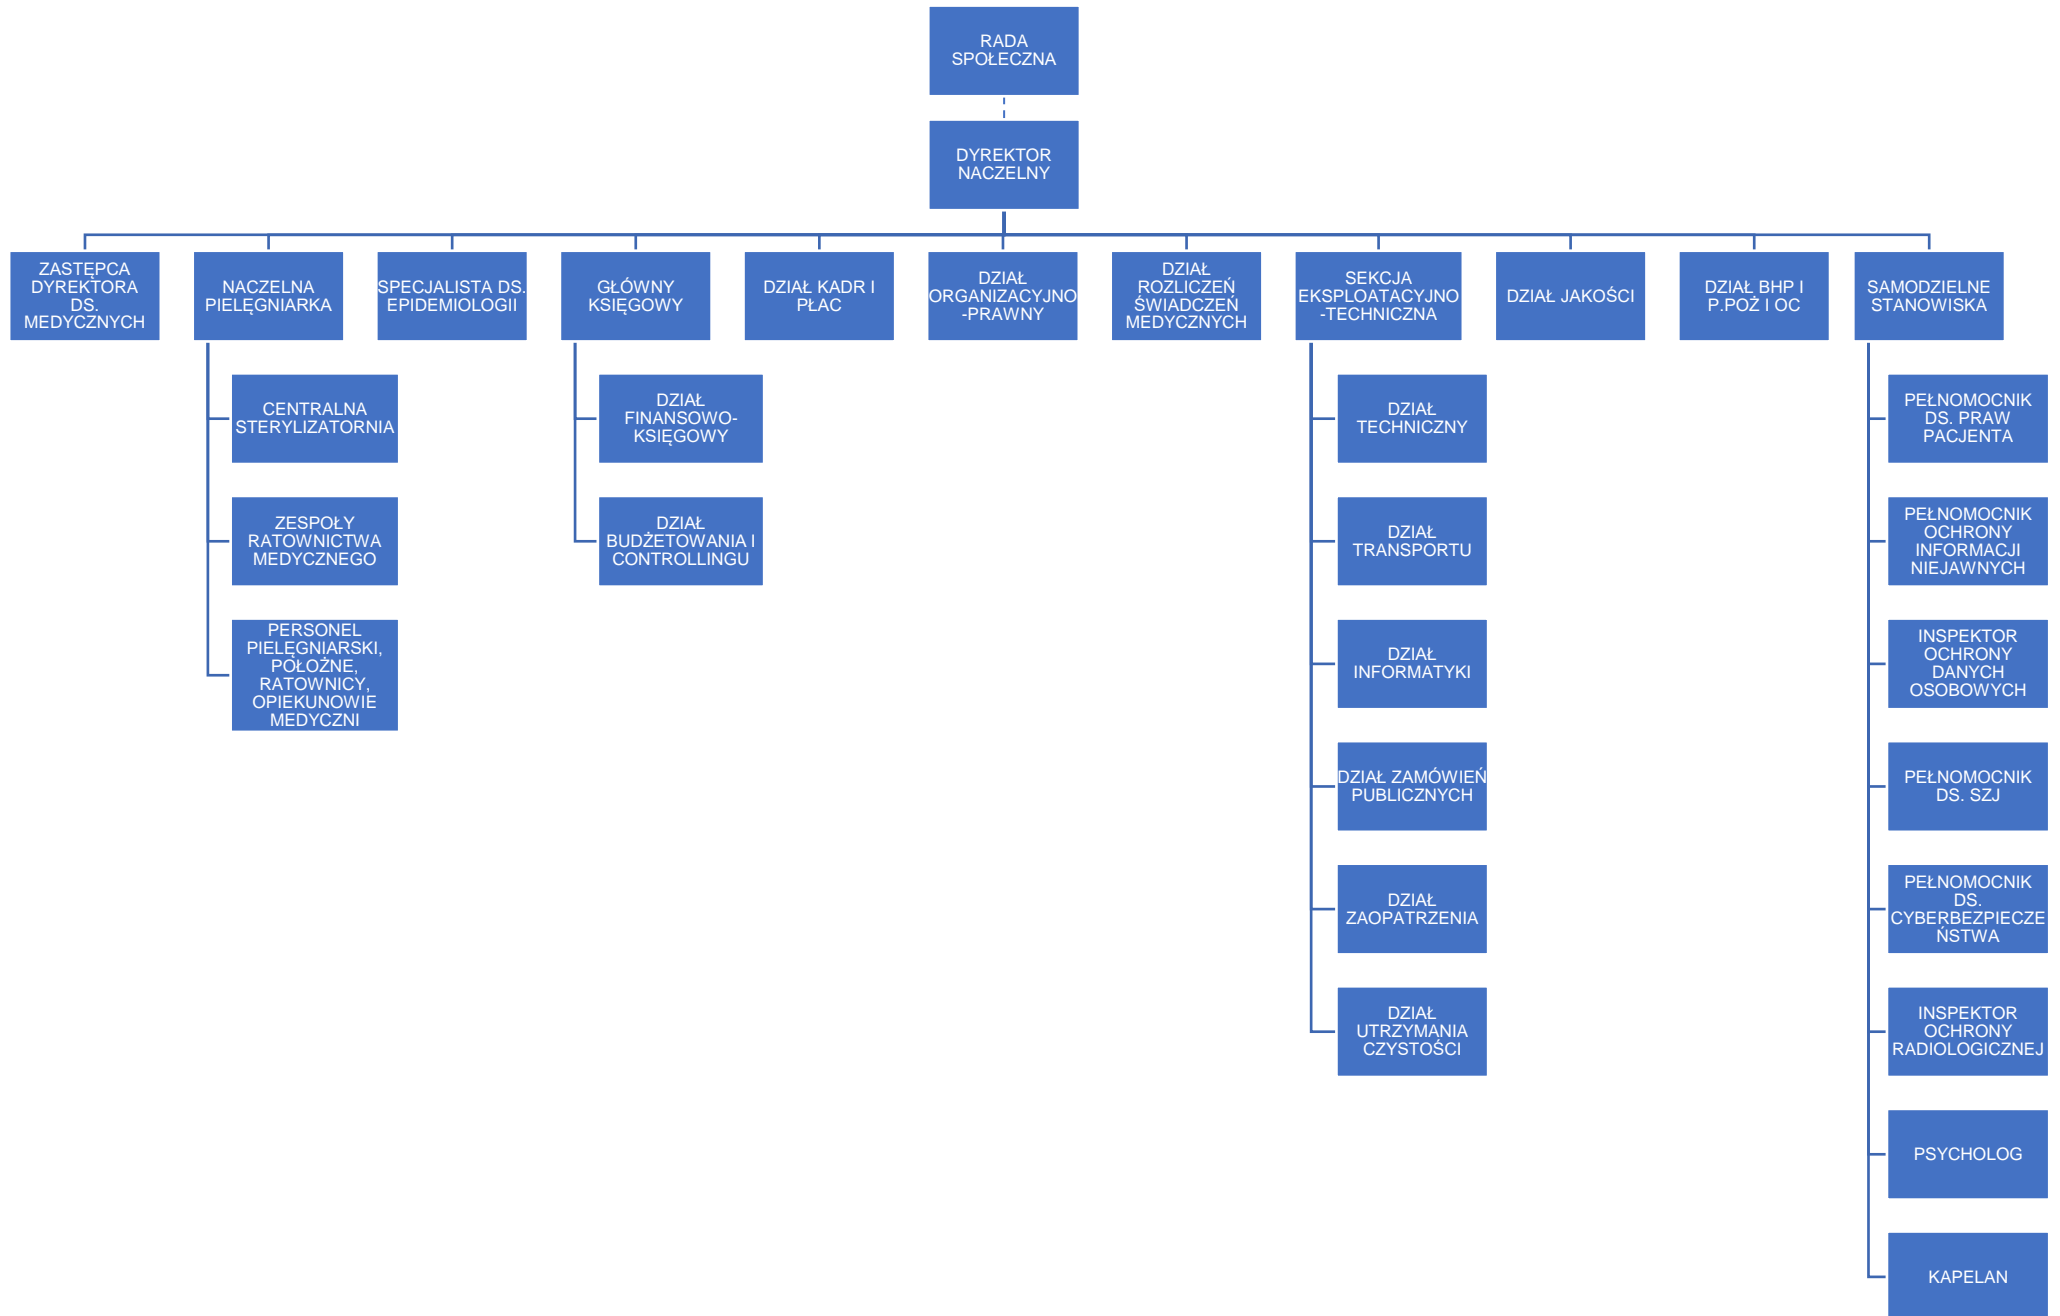 RADA
SPOŁECZNA
DYREKTOR
NACZELNY
ZASTĘPCA
DYREKTORA
DS.
MEDYCZNYCH
NACZELNA
PIELĘGNIARKA
SPECJALISTA DS.
EPIDEMIOLOGII
GŁÓWNY
KSIĘGOWY
DZIAŁ KADR I
PŁAC
DZIAŁ
ORGANIZACYJNO
-PRAWNY
DZIAŁ
ROZLICZEŃ
ŚWIADCZEŃ
MEDYCZNYCH
SEKCJA
EKSPLOATACYJNO
-TECHNICZNA
DZIAŁ JAKOŚCI
DZIAŁ BHP I
P.POŻ I OC
SAMODZIELNE
STANOWISKA
CENTRALNA
STERYLIZATORNIA
ZESPOŁY
RATOWNICTWA
MEDYCZNEGO
PERSONEL
PIELĘGNIARSKI,
POŁOŻNE,
RATOWNICY,
OPIEKUNOWIE
MEDYCZNI
DZIAŁ
FINANSOWO-
KSIĘGOWY
DZIAŁ
BUDŻETOWANIA I
CONTROLLINGU
DZIAŁ
TECHNICZNY
DZIAŁ
TRANSPORTU
DZIAŁ
INFORMATYKI
DZIAŁ ZAMÓWIEŃ
PUBLICZNYCH
DZIAŁ
ZAOPATRZENIA
DZIAŁ
UTRZYMANIA
CZYSTOŚCI
PEŁNOMOCNIK
DS. PRAW
PACJENTA
PEŁNOMOCNIK
OCHRONY
INFORMACJI
NIEJAWNYCH
INSPEKTOR
OCHRONY
DANYCH
OSOBOWYCH
PEŁNOMOCNIK
DS. SZJ
PEŁNOMOCNIK
DS.
CYBERBEZPIECZE
ŃSTWA
INSPEKTOR
OCHRONY
RADIOLOGICZNEJ
PSYCHOLOG
KAPELAN